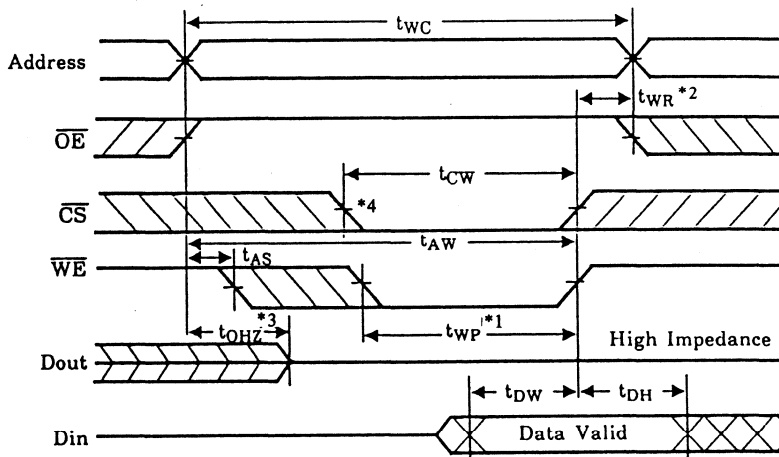 tWC
Address
tWR *2
OE
tCW
CS
*4
tAW
WE
tAS
tOHZ *3
tWP *1
High Impedance
Dout
tDW
tDH
Din
Data Valid